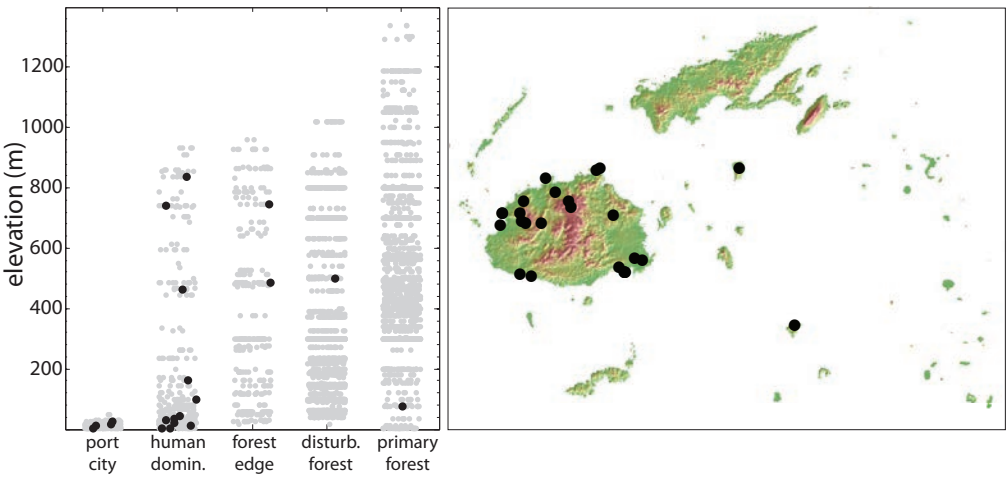 elevation (m)
1200
1000
800
600
400
200
port human forest disturb. primary
city domin. edge forest forest